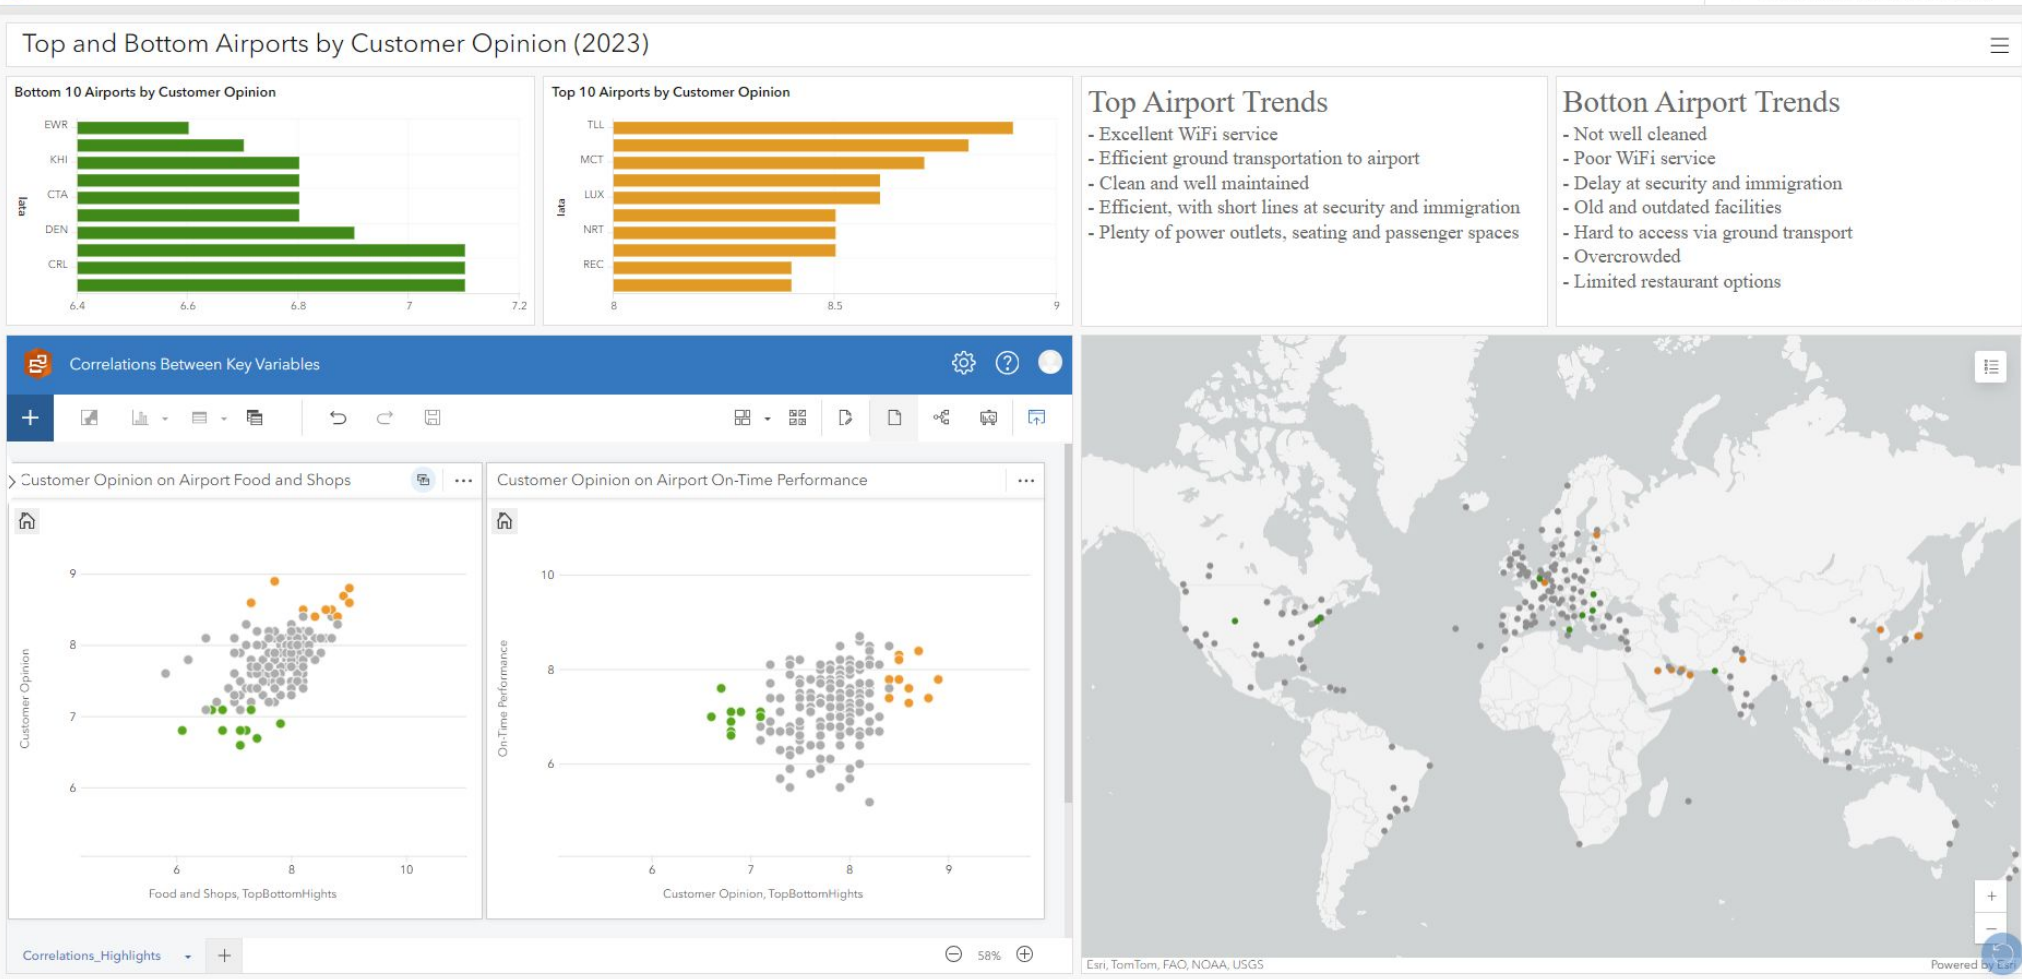 Top and Bottom Airports by Customer Opinion (2023)
Bottom 10 Airports by Customer Opinion
EWR
KHI
CTA
DEN
CRL
Iata
6.4 6.6 6.8 7 7.2
Top 10 Airports by Customer Opinion
TLL
MCT
LUX
NRT
REC
Iata
8 8.5 9
Top Airport Trends
- Excellent WiFi service
- Efficient ground transportation to airport
- Clean and well maintained
- Efficient, with short lines at security and immigration
- Plenty of power outlets, seating and passenger spaces
Botton Airport Trends
- Not well cleaned
- Poor WiFi service
- Delay at security and immigration
- Old and outdated facilities
- Hard to access via ground transport
- Overcrowded
- Limited restaurant options
Correlations Between Key Variables
Customer Opinion on Airport Food and Shops
9
8
7
6
Customer Opinion
6 8 10
Food and Shops, TopBottomHights
Customer Opinion on Airport On-Time Performance
10
8
6
On-Time Performance
6 7 8 9
Customer Opinion, TopBottomHights
Correlations_Highlights
58%
Esri, TomTom, FAO, NOAA, USGS
Powered by Esri